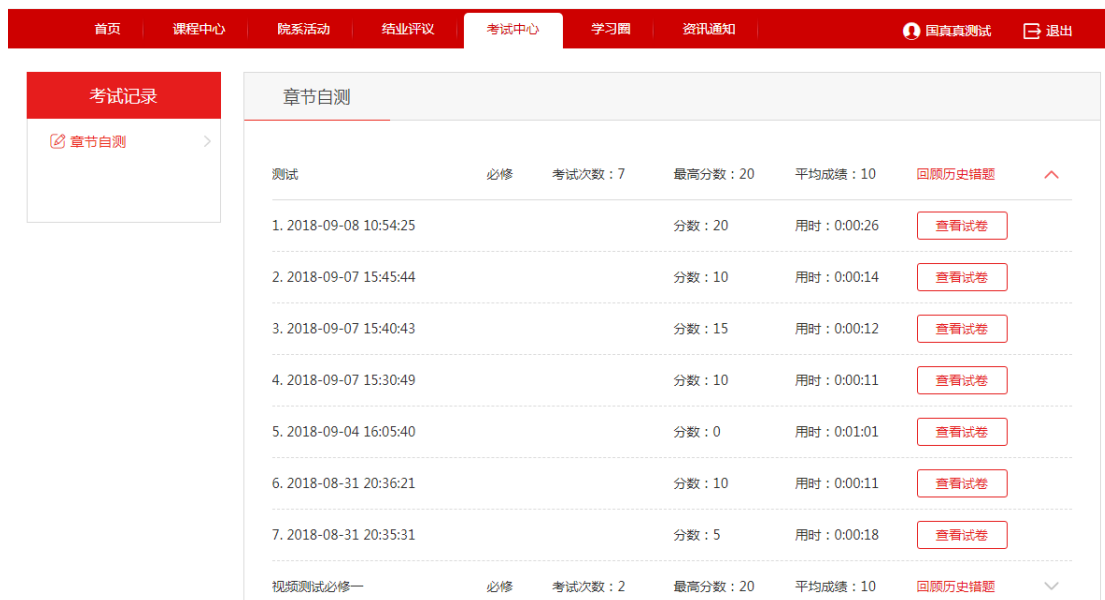 首页 课程中心 院系活动 结业评议 考试中心 学习圈 资讯通知 国真真测试 退出
考试记录
章节自测
章节自测
测试 必修 考试次数：7 最高分数：20 平均成绩：10 回顾历史错题
1. 2018-09-08 10:54:25 分数：20 用时：0:00:26 查看试卷
2. 2018-09-07 15:45:44 分数：10 用时：0:00:14 查看试卷
3. 2018-09-07 15:40:43 分数：15 用时：0:00:12 查看试卷
4. 2018-09-07 15:30:49 分数：10 用时：0:00:11 查看试卷
5. 2018-09-04 16:05:40 分数：0 用时：0:01:01 查看试卷
6. 2018-08-31 20:36:21 分数：10 用时：0:00:11 查看试卷
7. 2018-08-31 20:35:31 分数：5 用时：0:00:18 查看试卷
视频测试必修一 必修 考试次数：2 最高分数：20 平均成绩：10 回顾历史错题